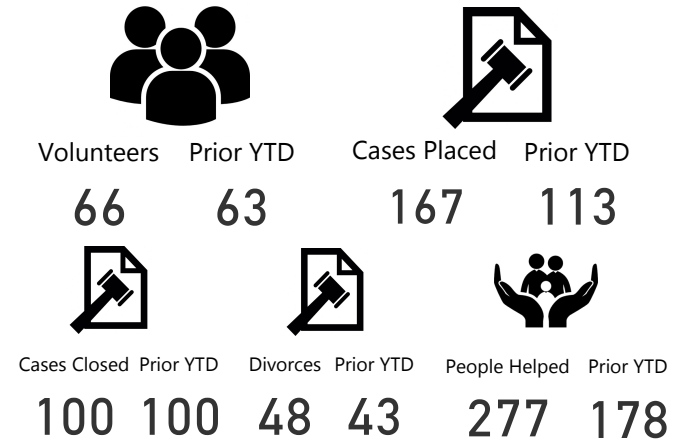 Volunteers Prior YTD
66 63
Cases Placed Prior YTD
167 113
Cases Closed Prior YTD
100 100
Divorces Prior YTD
48 43
People Helped Prior YTD
277 178